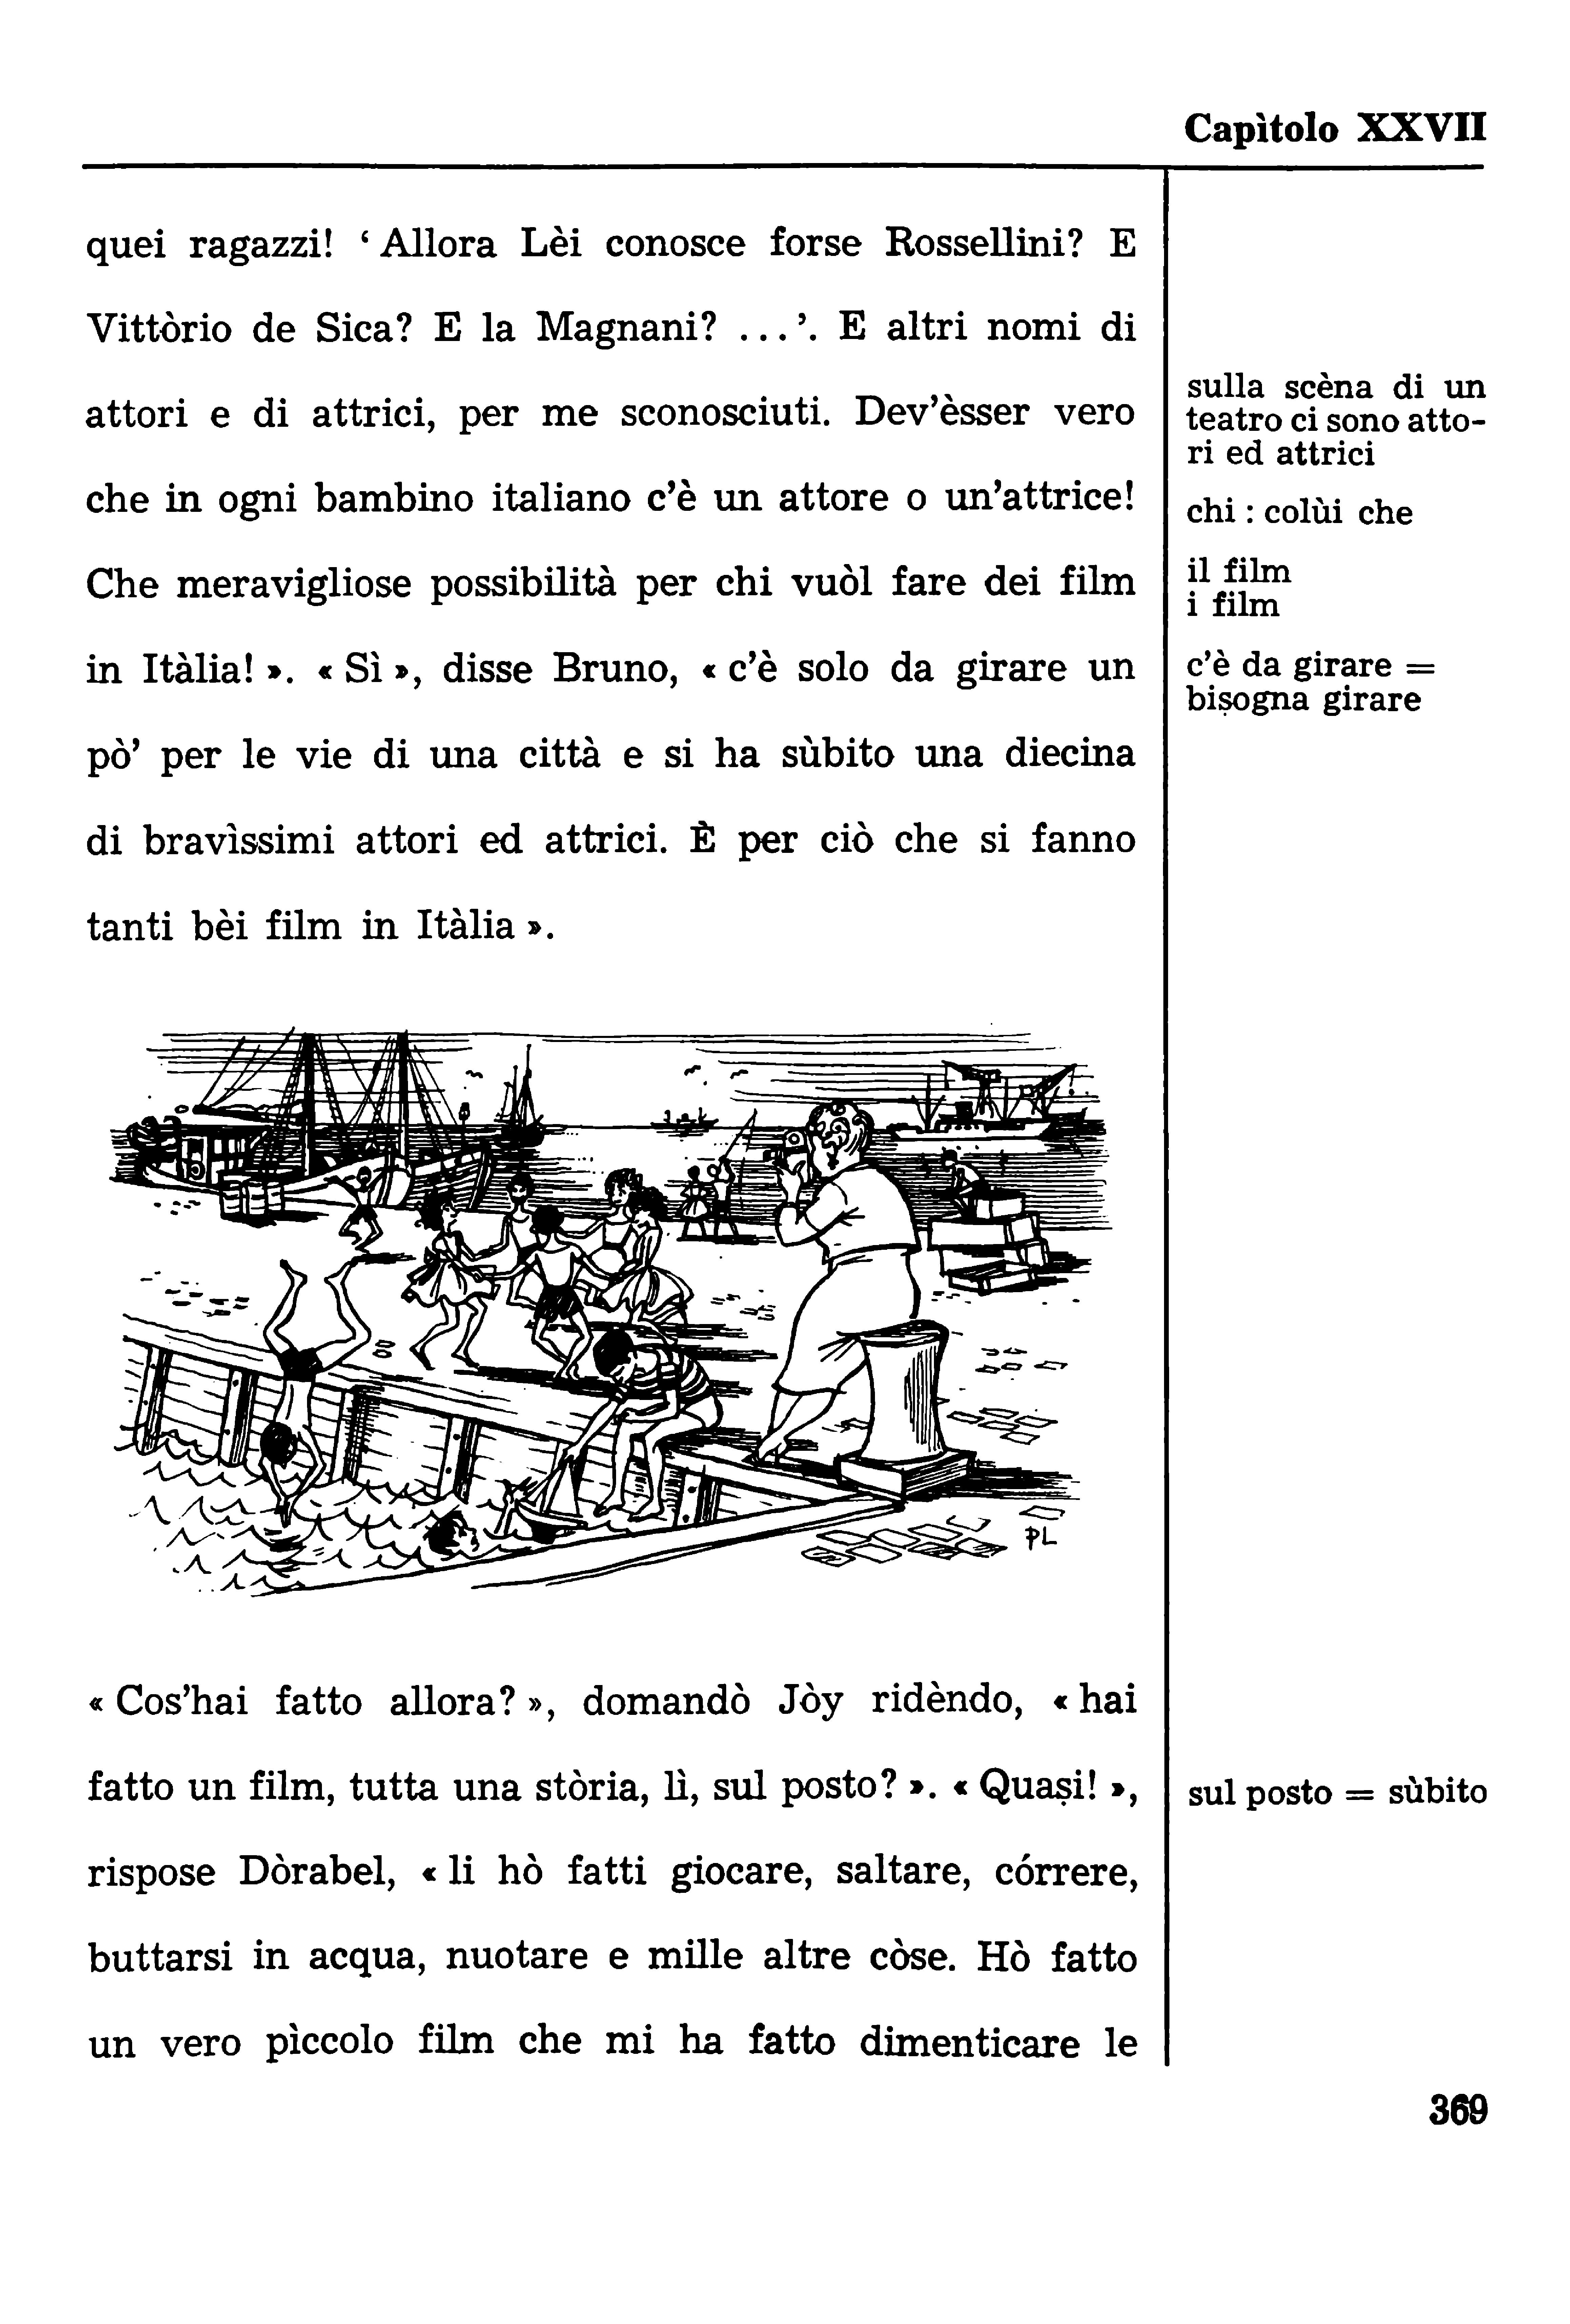 Capìtolo XXVII
quei ragazzi! ‘ Allora Lèi conosce forse Rossellini? E
Vittòrio de Sica? E la Magnani? ... ’. E altri nomi di
attori e di attrici, per me sconosciuti. Dev’èsser vero
che in ogni bambino italiano c’è un attore o un’attrice!
Che meravigliose possibilità per chi vuòl fare dei film
in Itàlia! ». « Sì », disse Bruno, « c’è solo da girare un
pò’ per le vie di una città e si ha sùbito una diecina
di bravìssimi attori ed attrici. È per ciò che si fanno
tanti bèi film in Itàlia ».
sulla scèna di un
teatro ci sono atto-
ri ed attrici
chi : colùi che
il film
i film
c’è da girare =
biṣogna girare
PL
« Cos’hai fatto allora? », domandò Jòy ridèndo, « hai
fatto un film, tutta una stòria, lì, sul posto? ». « Quaṣi! »,
rispose Dòrabel, « li hò fatti giocare, saltare, córrere,
buttarsi in acqua, nuotare e mille altre còse. Hò fatto
un vero pìccolo film che mi ha fatto dimenticare le
sul posto = sùbito
369